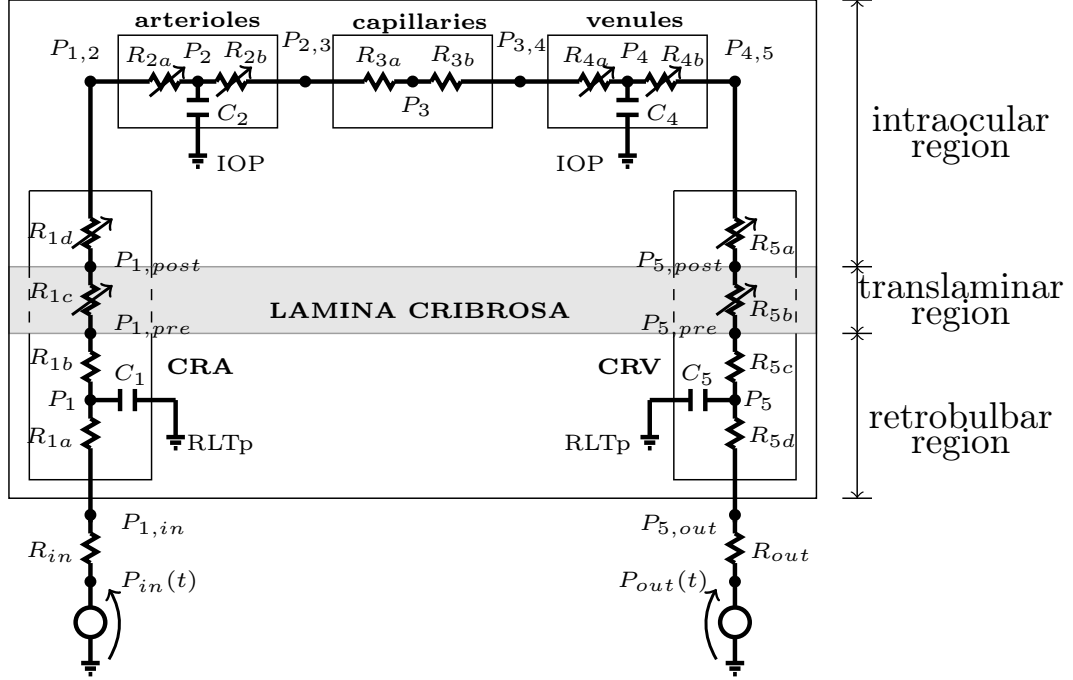 arterioles capillaries venules
P1,2 R2a P2 R2b P2,3 R3a R3b P3,4 R4a P4 R4b P4,5
C2 P3 C4
IOP IOP
intraocular
region
R1d R5a
P1,post P5,post
R1c R5b
LAMINA CRIBROSA
translaminar
region
P1,pre P5,pre
R1b CRA CRV R5c
C1 C5
P1 P5
R1a RLTp RLTp R5d
retrobulbar
region
P1,in P5,out
Rin Rout
Pin(t) Pout(t)